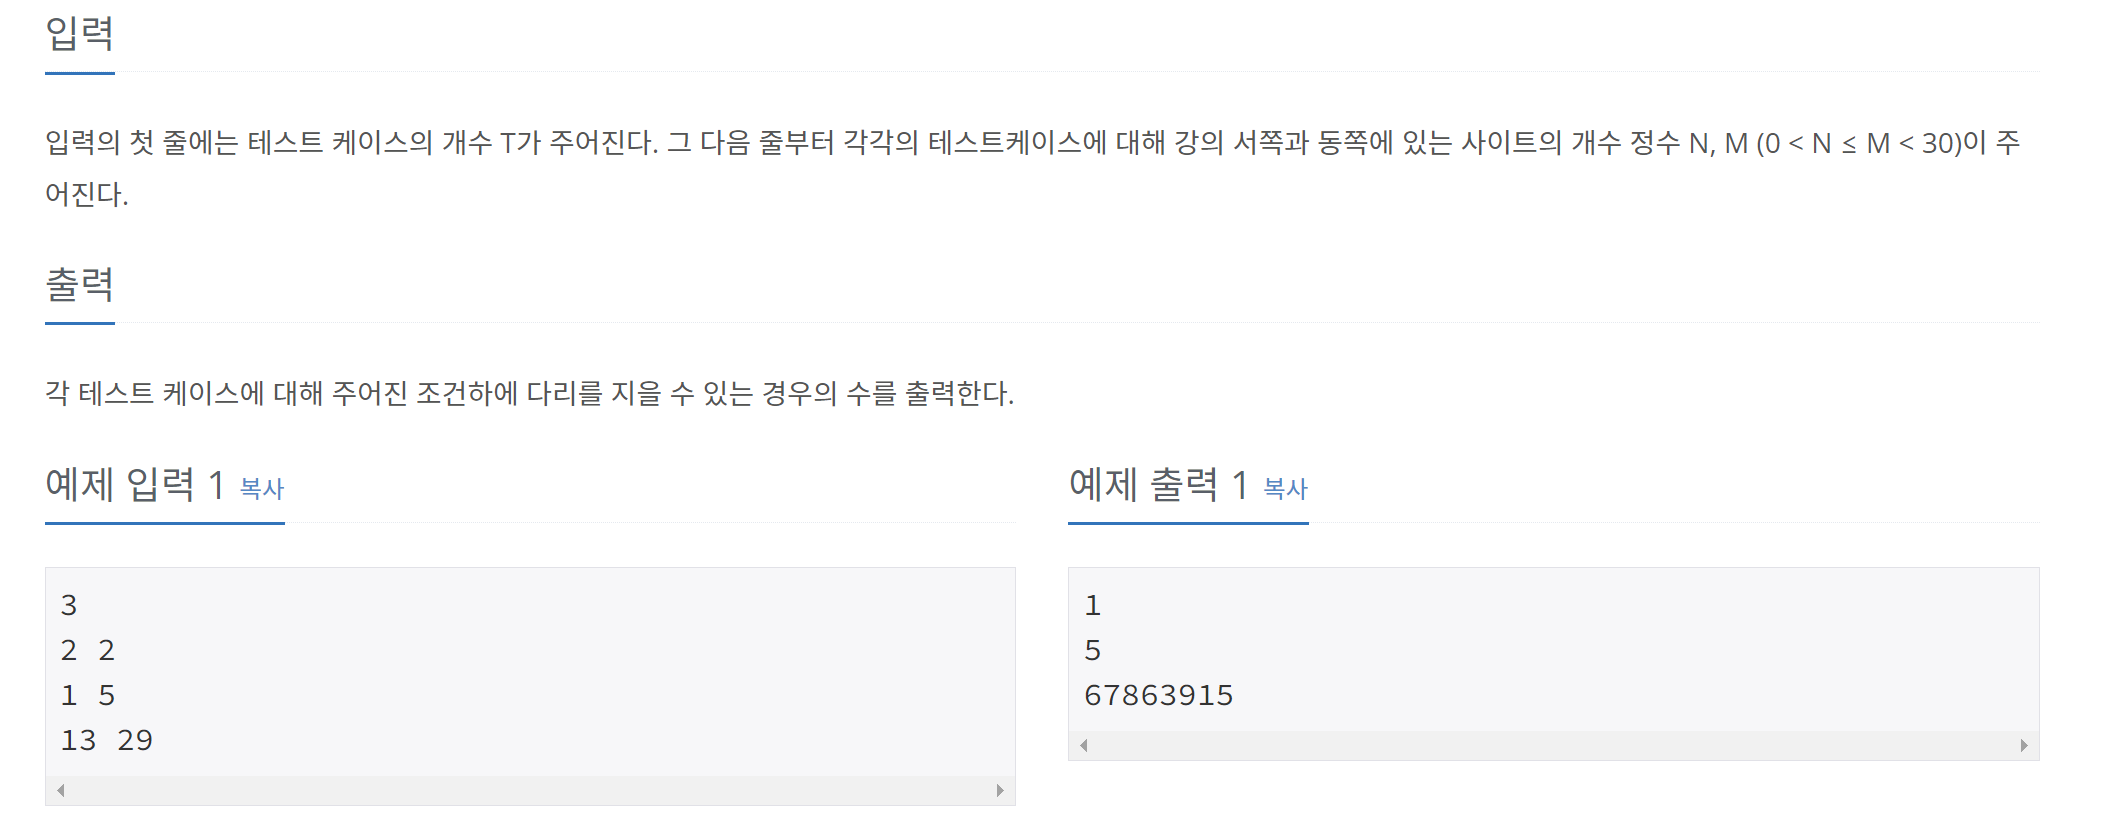 입력
입력의 첫 줄에는 테스트 케이스의 개수 T가 주어진다. 그 다음 줄부터 각각의 테스트케이스에 대해 강의 서쪽과 동쪽에 있는 사이트의 개수 정수 N, M (0 < N ≤ M < 30)이 주
어진다.
출력
각 테스트 케이스에 대해 주어진 조건하에 다리를 지을 수 있는 경우의 수를 출력한다.
예제 입력 1 복사
3
2 2
1 5
13 29
예제 출력 1 복사
1
5
67863915